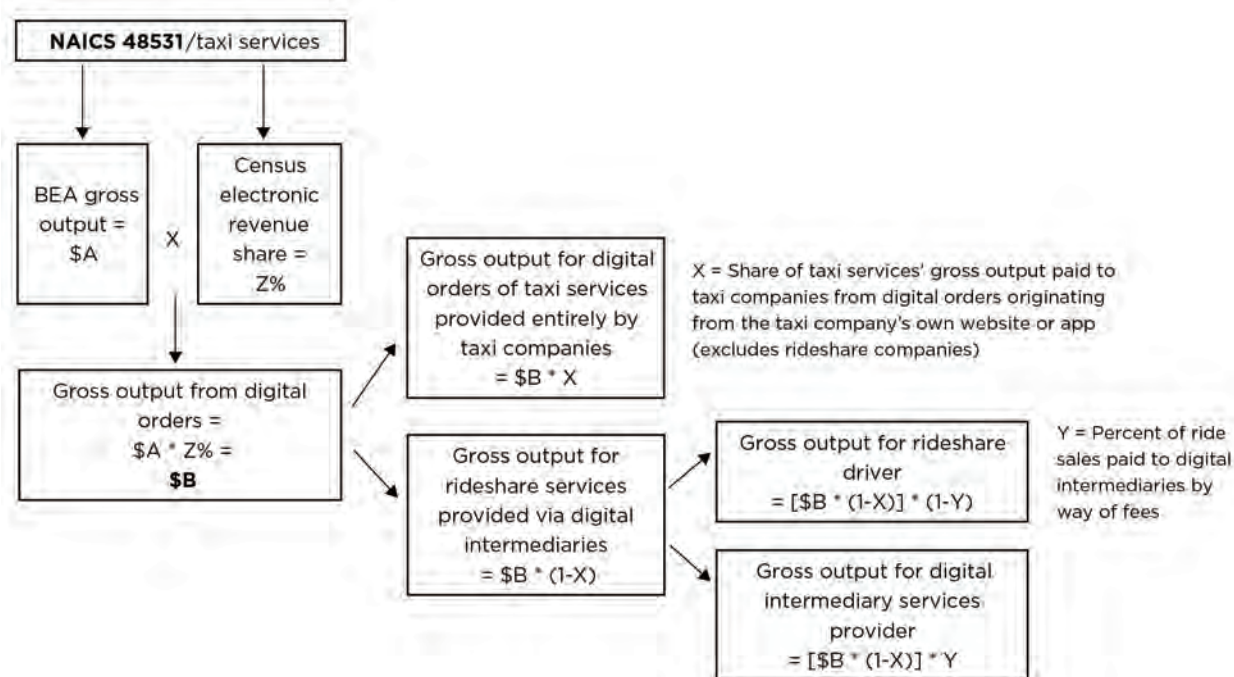 NAICS 48531/taxi services
BEA gross
output =
$A
X
Census
electronic
revenue
share =
Z%
Gross output from digital
orders =
$A * Z% =
$B
Gross output for digital
orders of taxi services
provided entirely by
taxi companies
= $B * X
X = Share of taxi services' gross output paid to
taxi companies from digital orders originating
from the taxi company's own website or app
(excludes rideshare companies)
Gross output for
rideshare services
provided via digital
intermediaries
= $B * (1-X)
Gross output for rideshare
driver
= [$B * (1-X)] * (1-Y)
Y = Percent of ride
sales paid to digital
intermediaries by
way of fees
Gross output for digital
intermediary services
provider
= [$B * (1-X)] * Y